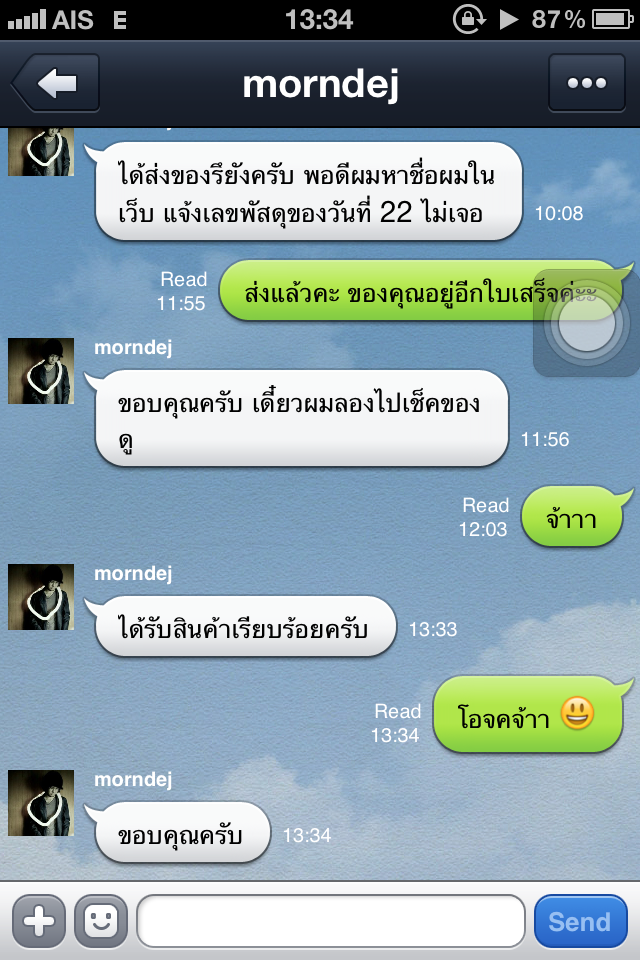 AIS E 13:34 87%
morndej
ได้ส่งของรึยังครับ พอดีผมหาชื่อผมใน
เว็บ แจ้งเลขพัสดุของวันที่ 22 ไม่เจอ
10:08
Read
11:55
ส่งแล้วคะ ของคุณอยู่อีกใบเสร็จค่ะะ
morndej
ขอบคุณครับ เดี๋ยวผมลองไปเช็คของ
ดู
11:56
Read
12:03
จ้าาา
morndej
ได้รับสินค้าเรียบร้อยครับ
13:33
Read
13:34
โอจคจ้าา 😃
morndej
ขอบคุณครับ
13:34
Send